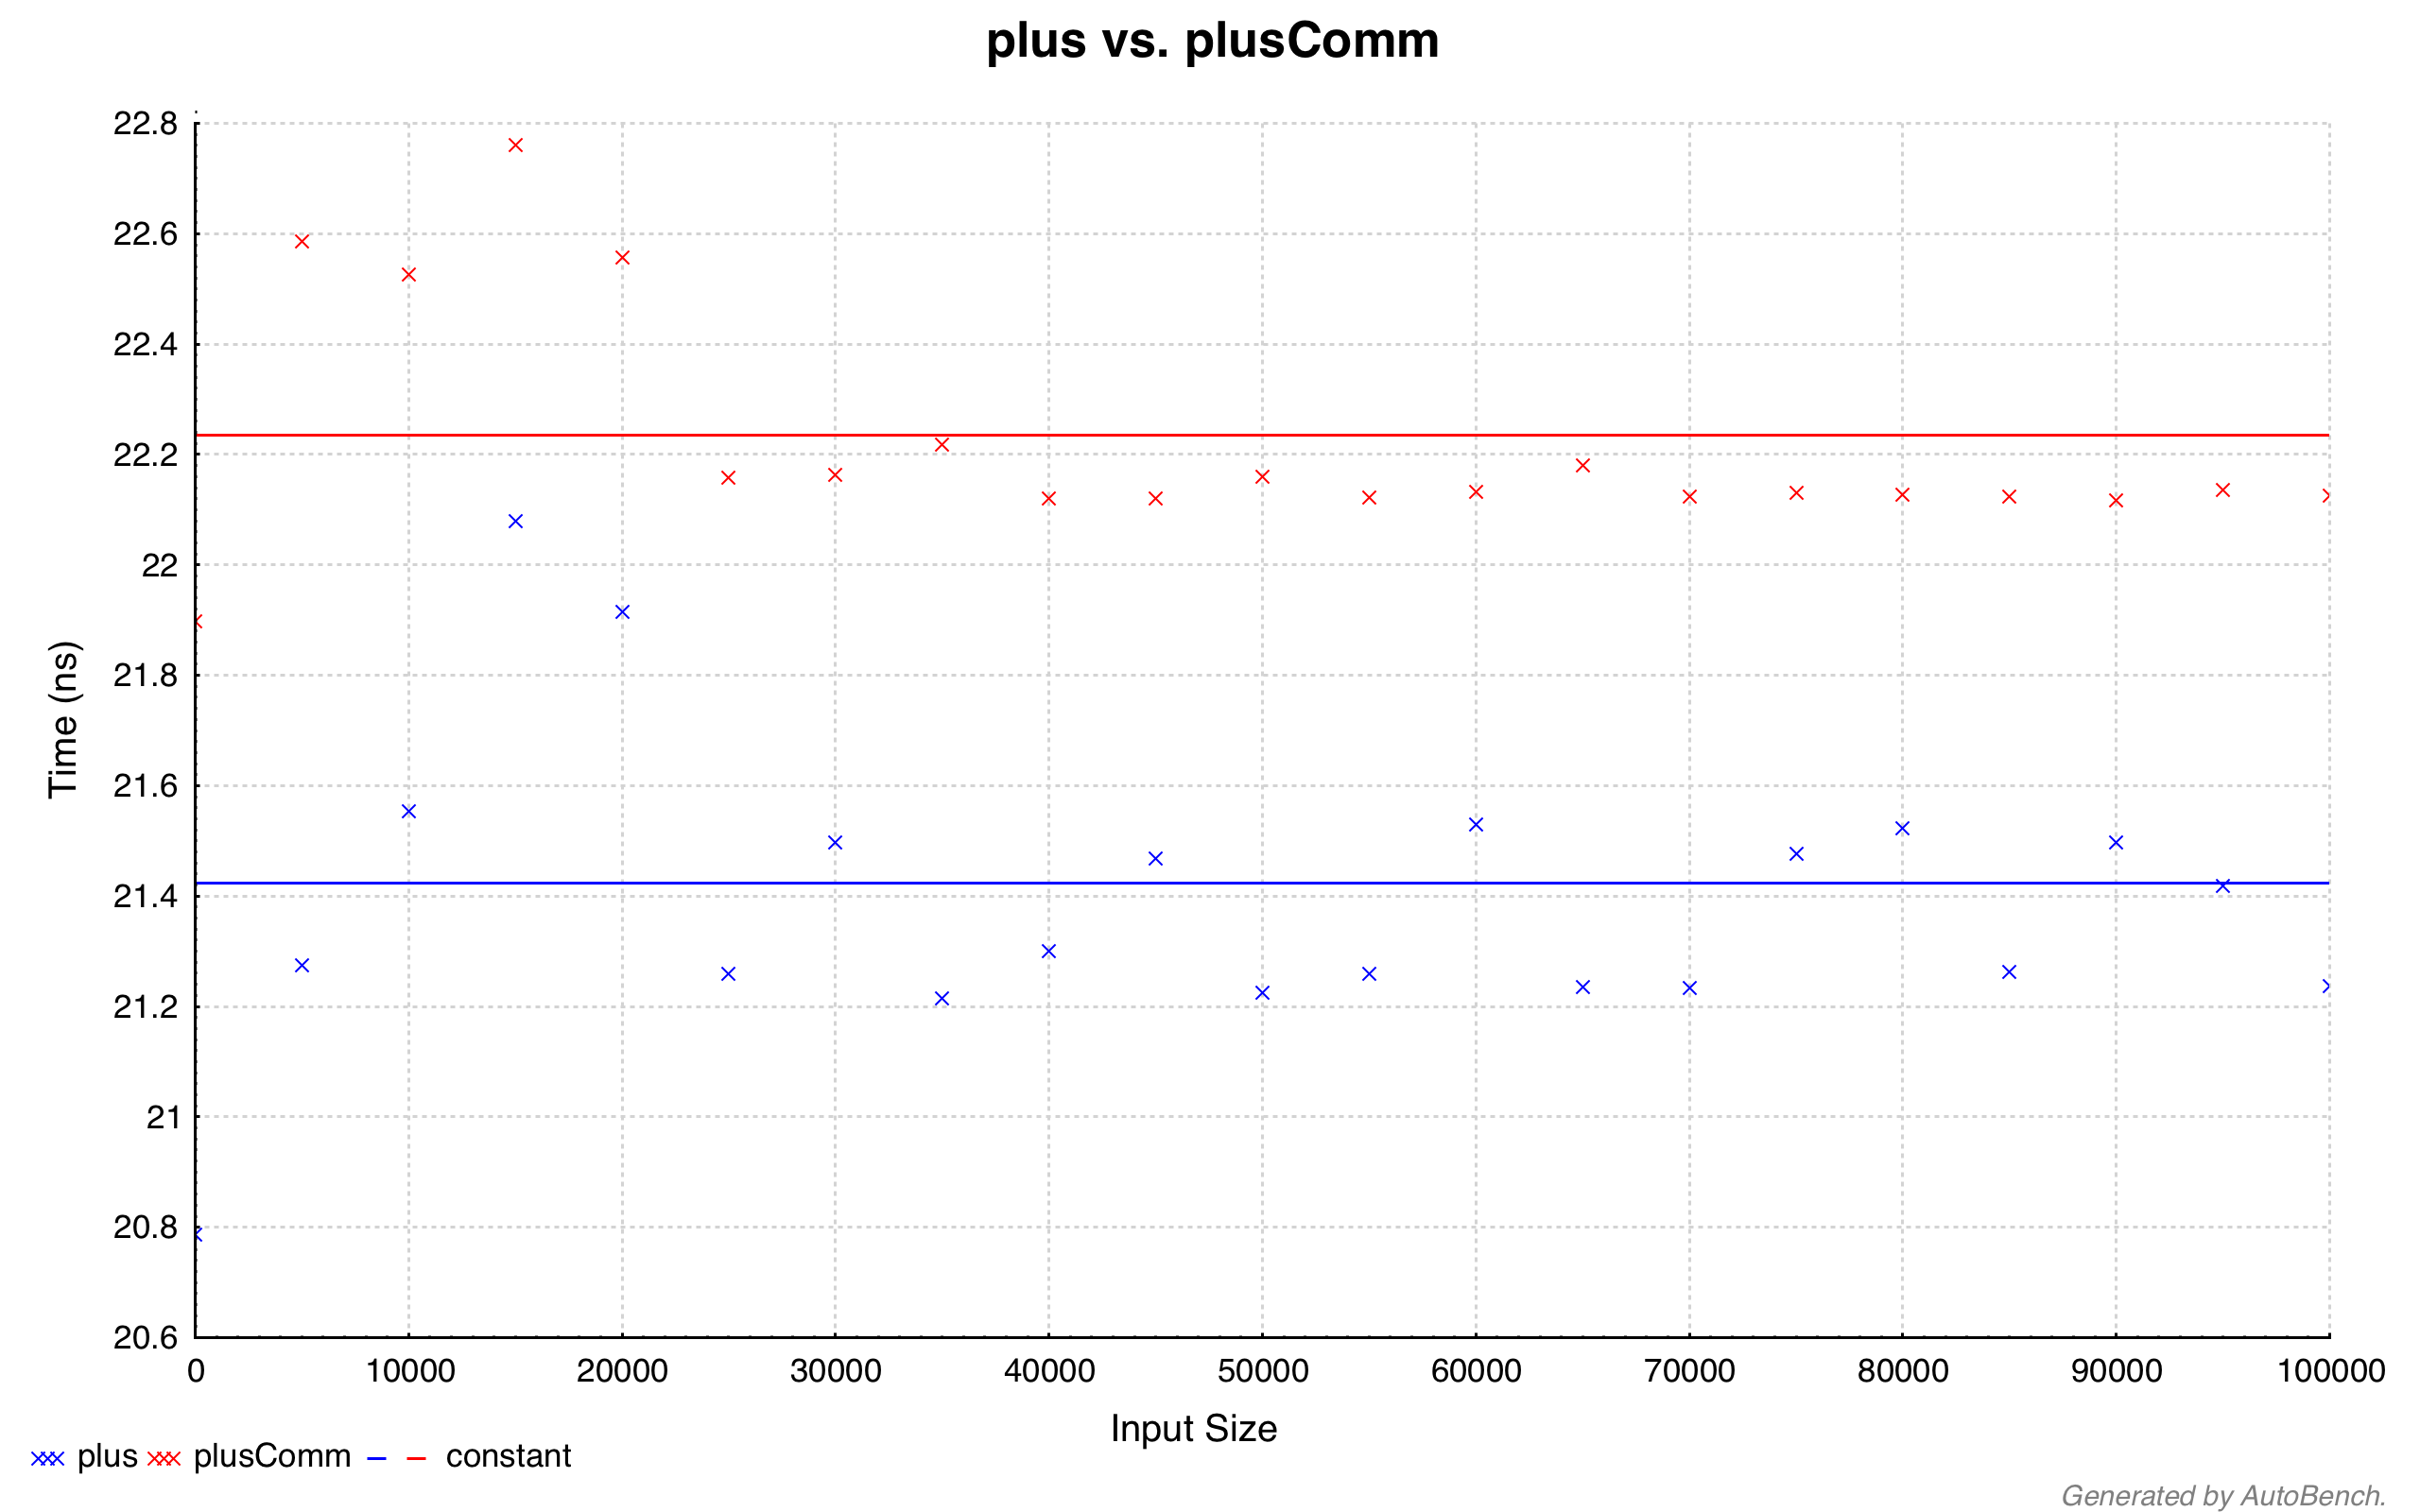 plus vs. plusComm
22.8
22.6
22.4
22.2
22
21.8
21.6
21.4
21.2
21
20.8
20.6
Time (ns)
0 10000 20000 30000 40000 50000 60000 70000 80000 90000 100000
Input Size
plus plusComm constant
Generated by AutoBench.